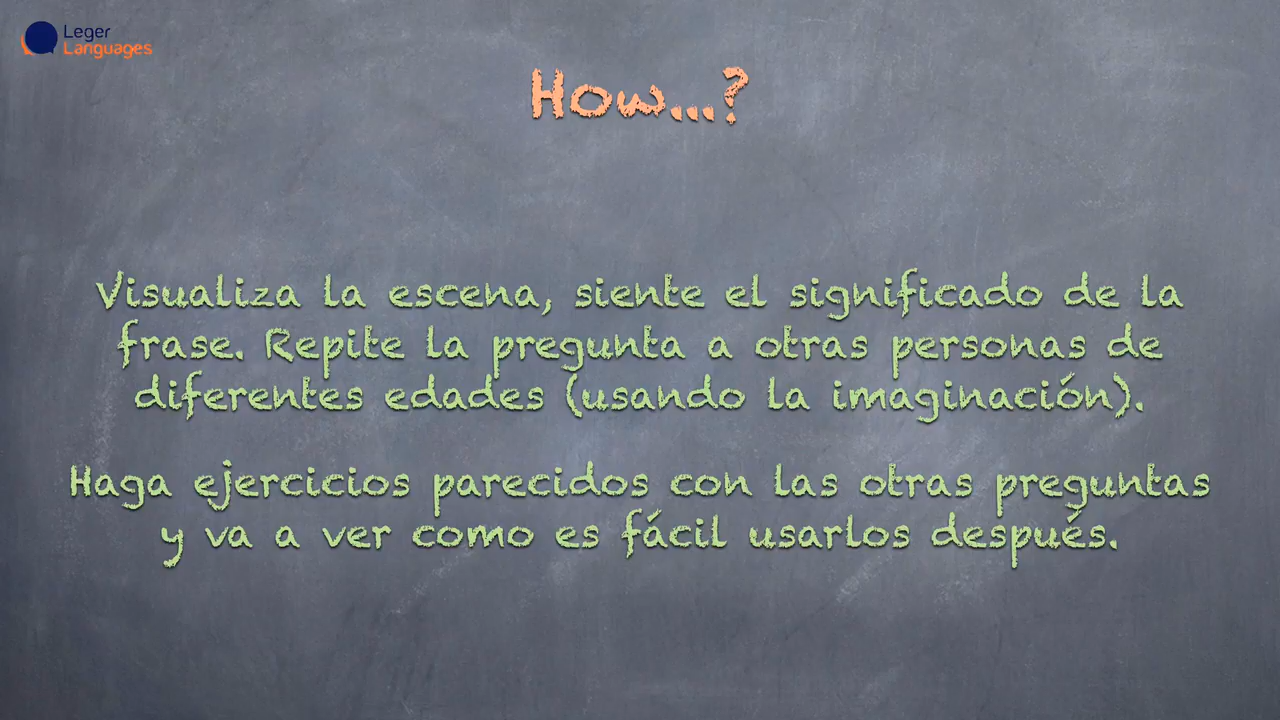 Leger
Languages
How...?
Visualiza la escena, siente el significado de la
frase. Repite la pregunta a otras personas de
diferentes edades (usando la imaginación).
Haga ejercicios parecidos con las otras preguntas
y va a ver como es fácil usarlos después.